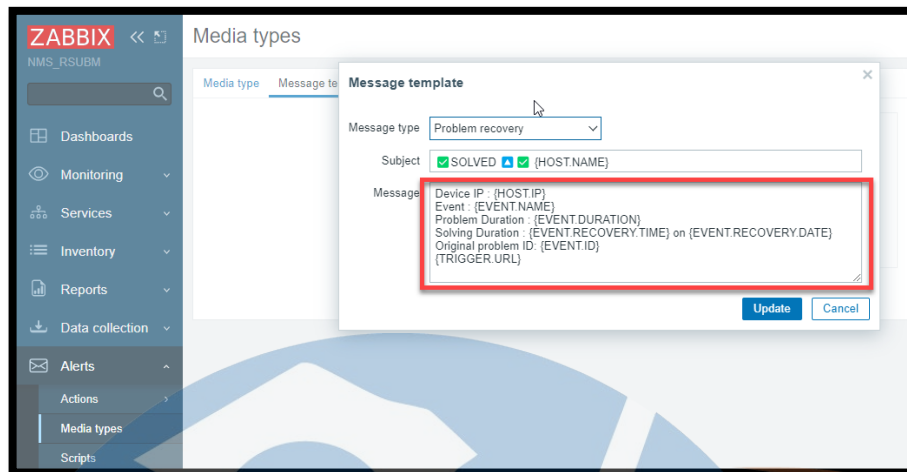 ZABBIX
NMS_RSUBM
Dashboards
Monitoring
Services
Inventory
Reports
Data collection
Alerts
Actions
Media types
Scripts
Media types
Media type Message te
Message template
Message type Problem recovery
Subject ✅SOLVED 🔼 ✅ {HOST.NAME}
Message Device IP : {HOST.IP}
Event : {EVENT.NAME}
Problem Duration : {EVENT.DURATION}
Solving Duration : {EVENT.RECOVERY.TIME} on {EVENT.RECOVERY.DATE}
Original problem ID: {EVENT.ID}
{TRIGGER.URL}
Update Cancel